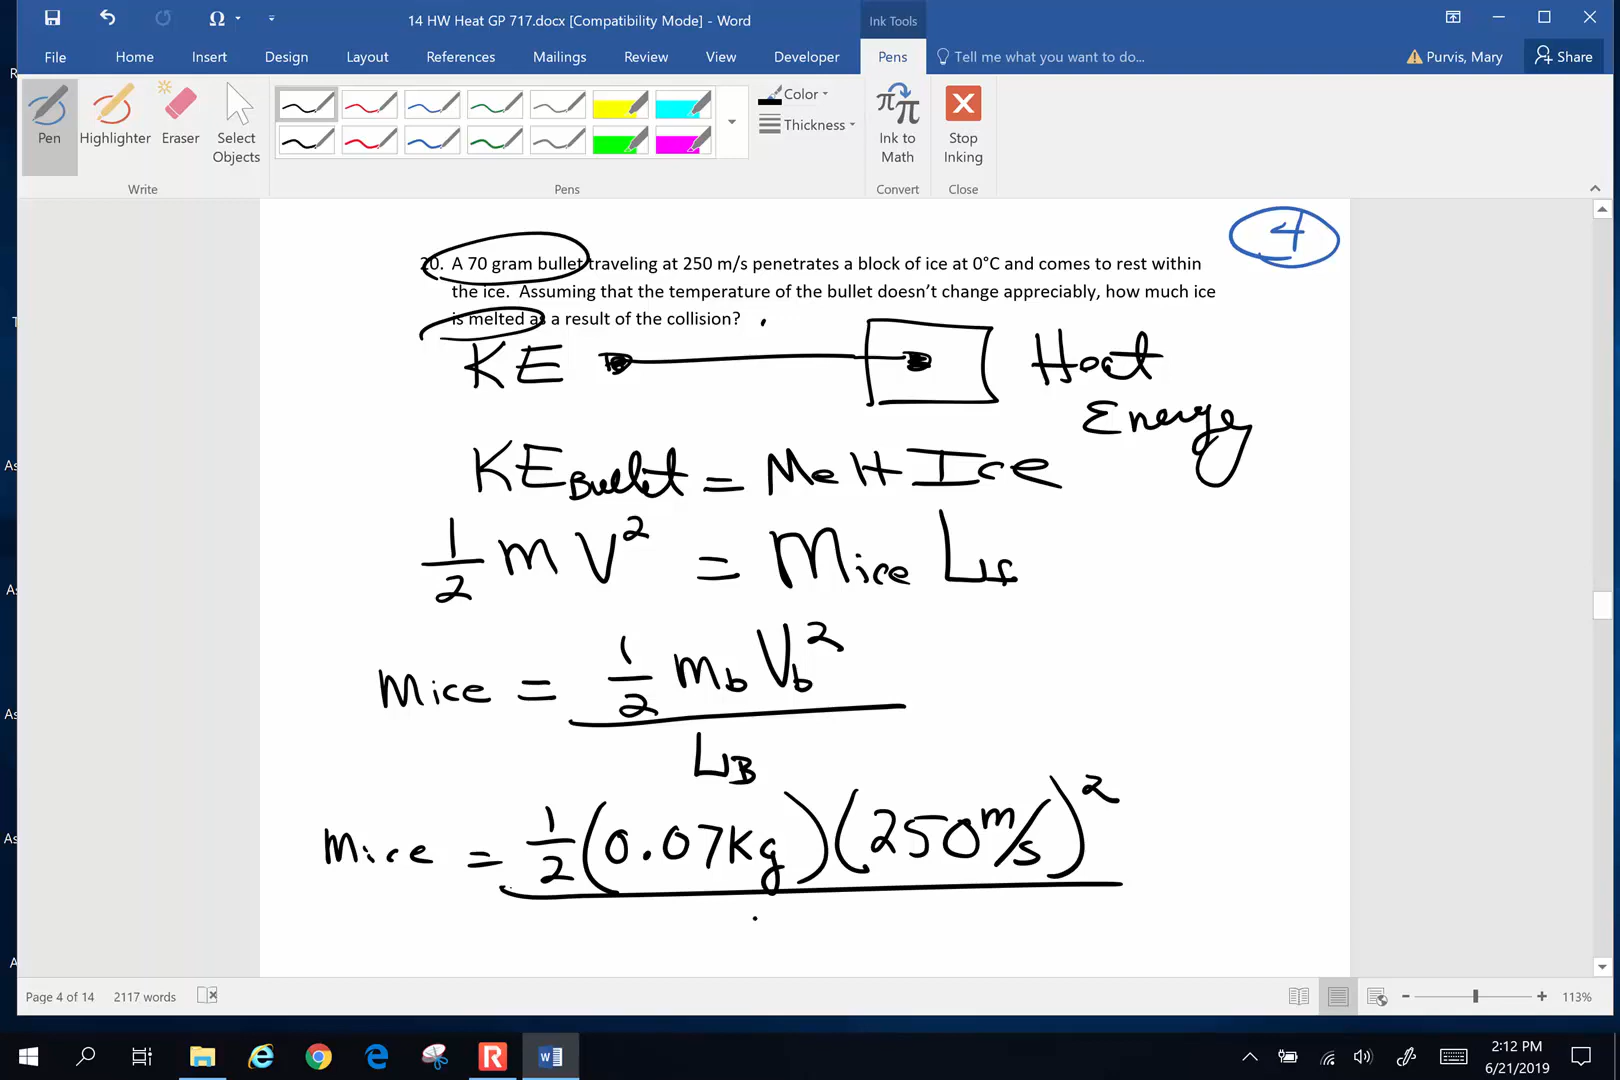 14 HW Heat GP 717.docx [Compatibility Mode] - Word
Ink Tools
File Home Insert Design Layout References Mailings Review View Developer Pens Tell me what you want to do... Purvis, Mary Share
Pen Highlighter Eraser Select Objects
Color
Thickness
Ink to Math
Stop Inking
Write Pens Convert Close
4
20. A 70 gram bullet traveling at 250 m/s penetrates a block of ice at 0°C and comes to rest within
the ice. Assuming that the temperature of the bullet doesn't change appreciably, how much ice
is melted as a result of the collision?
KE Heat
Energy
KE Bullet = Melt Ice
1/2 m V² = Mice Lf
Mice = 1/2 mb Vb²
Mice = 1/2 (0.07Kg)(250 m/s)²
Page 4 of 14 2117 words 113%
2:12 PM
6/21/2019